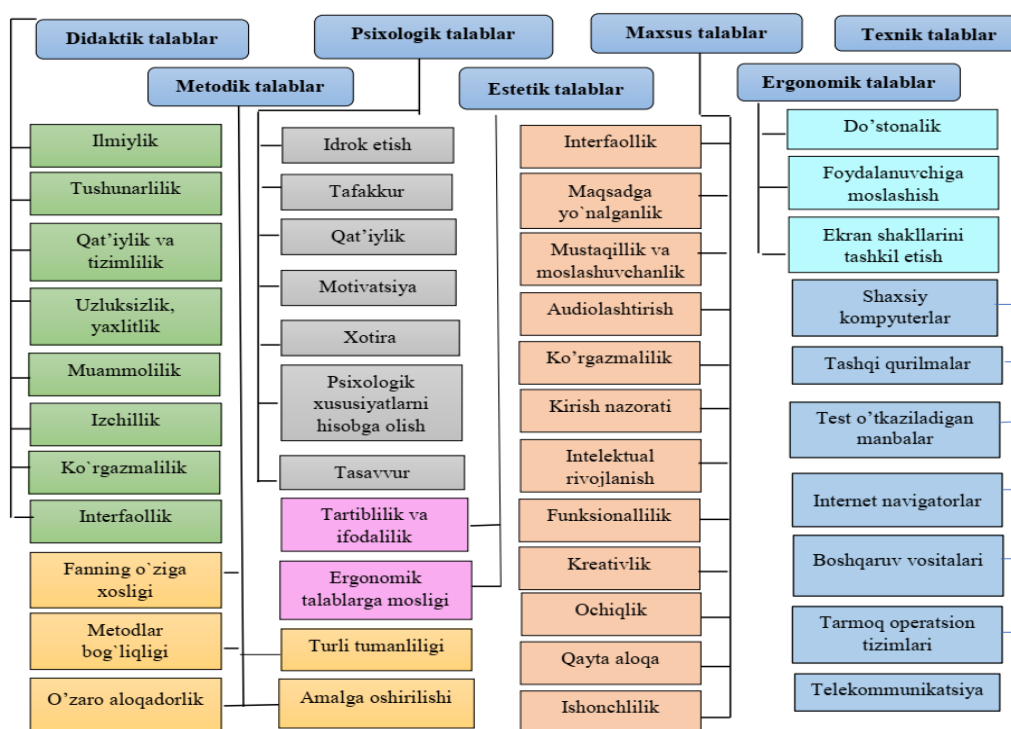 Didaktik talablar
Psixologik talablar
Maxsus talablar
Texnik talablar
Metodik talablar
Estetik talablar
Ergonomik talablar
Ilmiylik
Tushunarlilik
Qat’iylik va
tizimlilik
Uzluksizlik,
yaxlitlik
Muammolilik
Izchillik
Ko`rgazmalilik
Interfaollik
Fanning o`ziga
xosligi
Metodlar
bog`liqligi
O’zaro aloqadorlik
Idrok etish
Tafakkur
Qat’iylik
Motivatsiya
Xotira
Psixologik
xususiyatlarni
hisobga olish
Tasavvur
Tartiblilik va
ifodalilik
Ergonomik
talablarga mosligi
Turli tumanliligi
Amalga oshirilishi
Interfaollik
Maqsadga
yo`nalganlik
Mustaqillik va
moslashuvchanlik
Audiolashtirish
Ko’rgazmalilik
Kirish nazorati
Intelektual
rivojlanish
Funksionallilik
Kreativlik
Ochiqlik
Qayta aloqa
Ishonchlilik
Do’stonalik
Foydalanuvchiga
moslashish
Ekran shakllarini
tashkil etish
Shaxsiy
kompyuterlar
Tashqi qurilmalar
Test o’tkaziladigan
manbalar
Internet navigatorlar
Boshqaruv vositalari
Tarmoq operatsion
tizimlari
Telekommunikatsiya